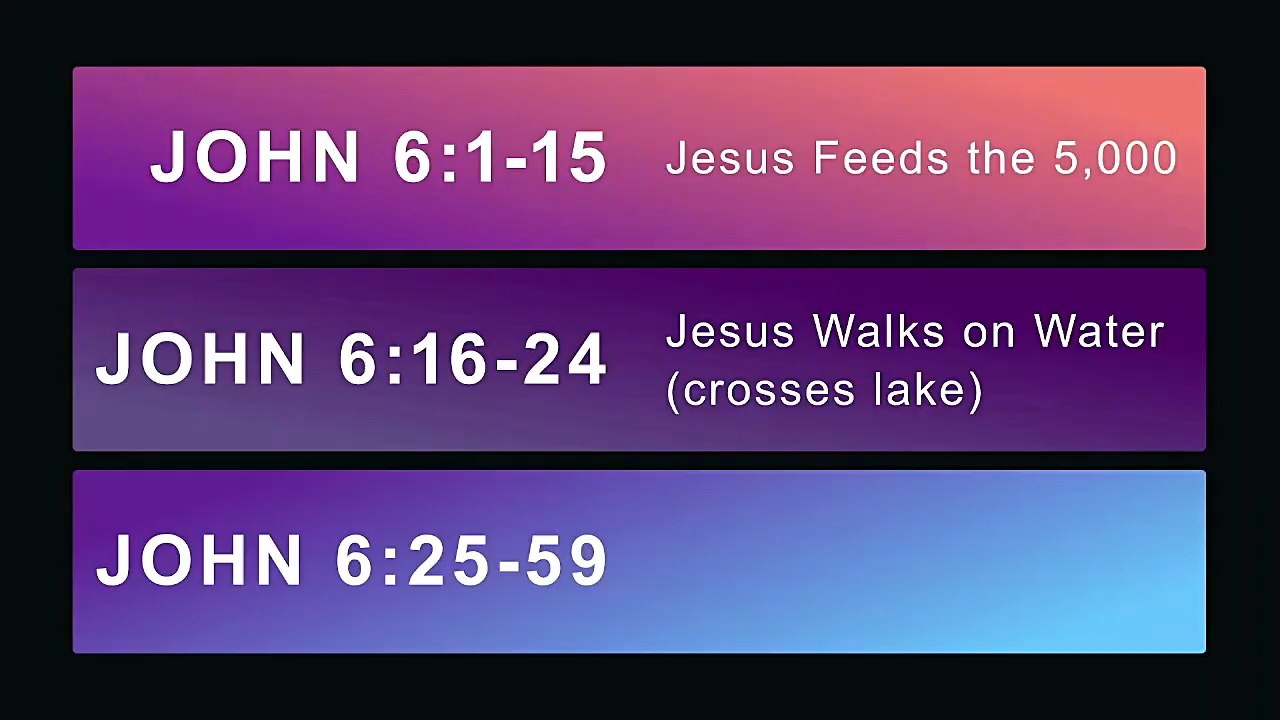 JOHN 6:1-15 Jesus Feeds the 5,000
JOHN 6:16-24 Jesus Walks on Water
(crosses lake)
JOHN 6:25-59